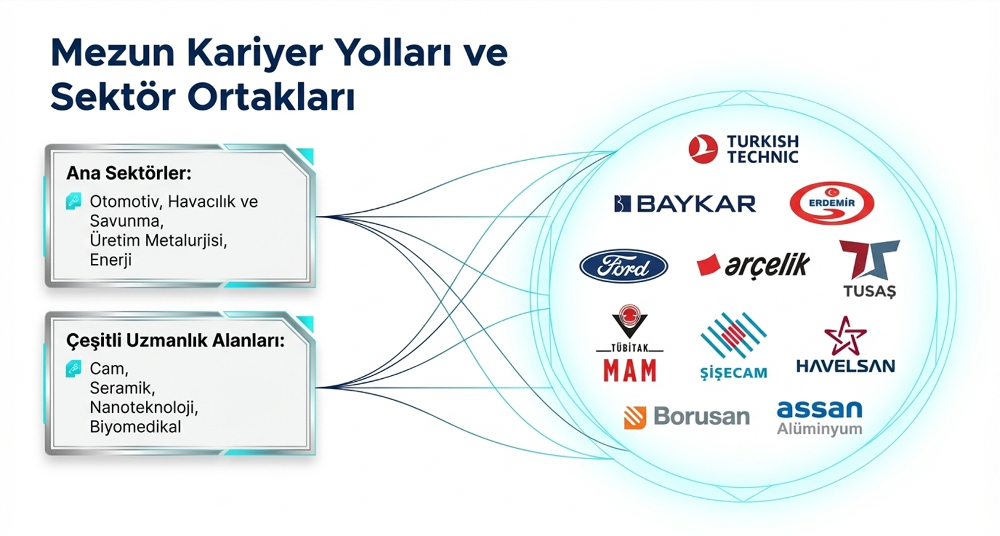 Mezun Kariyer Yolları ve
Sektör Ortakları
Ana Sektörler:
Otomotiv, Havacılık ve
Savunma,
Üretim Metalurjisi,
Enerji
Çeşitli Uzmanlık Alanları:
Cam,
Seramik,
Nanoteknoloji,
Biyomedikal
TURKISH
TECHNIC
BAYKAR
ERDEMİR
Ford
arçelik
TUSAŞ
TÜBİTAK
MAM
ŞİŞECAM
HAVELSAN
Borusan
assan
Alüminyum